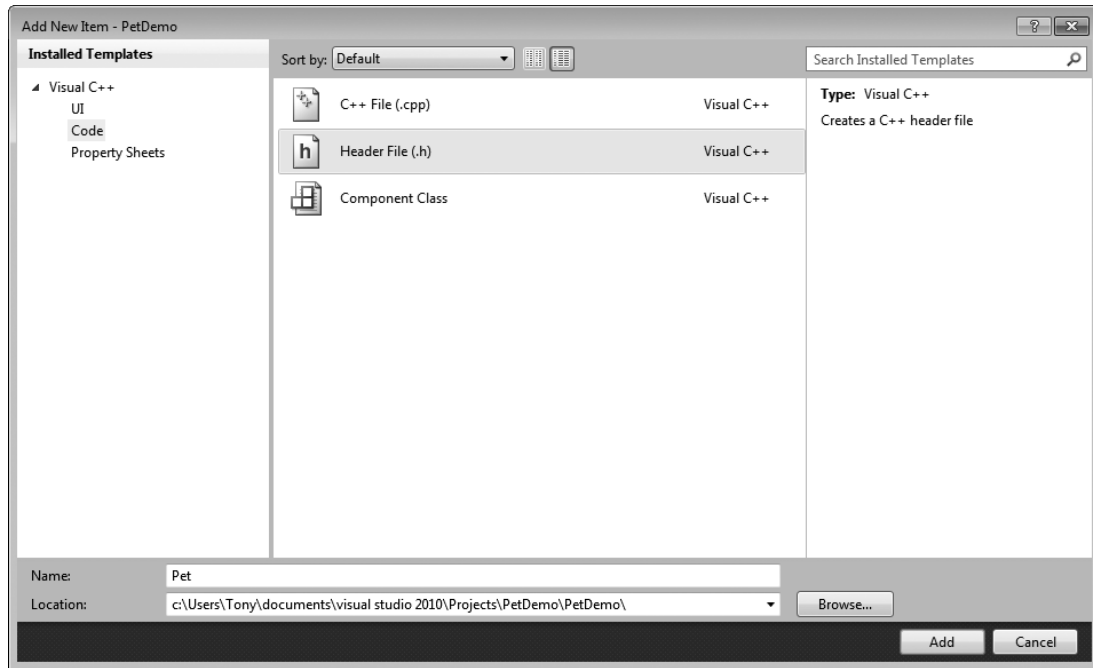 Add New Item - PetDemo
Installed Templates
Sort by: Default
Search Installed Templates
Visual C++
UI
Code
Property Sheets
C++ File (.cpp) Visual C++
Header File (.h) Visual C++
Component Class Visual C++
Type: Visual C++
Creates a C++ header file
Name: Pet
Location: c:\Users\Tony\documents\visual studio 2010\Projects\PetDemo\PetDemo\
Browse...
Add Cancel